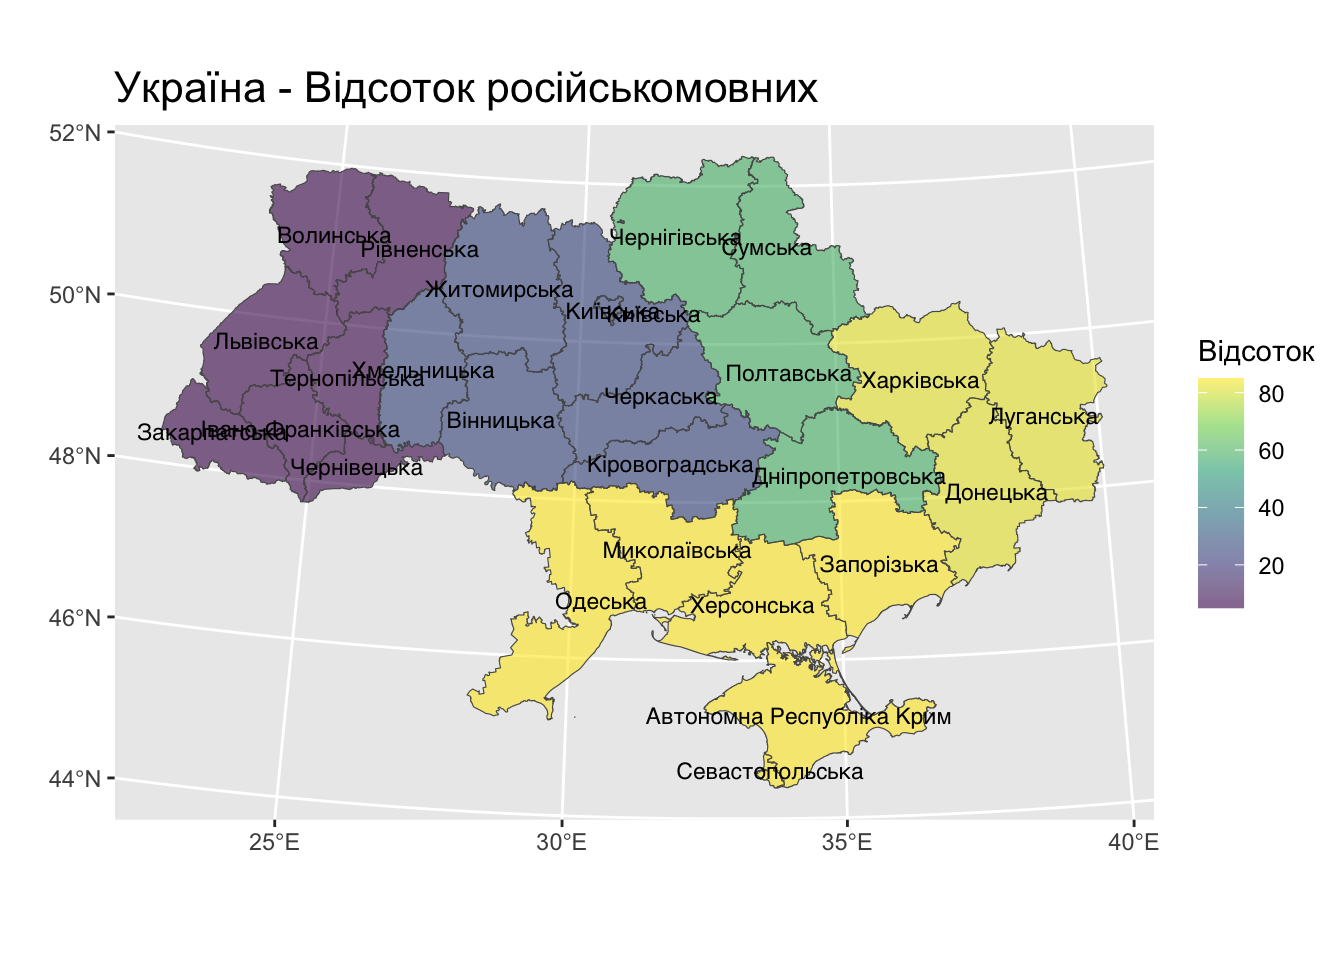 Україна - Відсоток російськомовних
52°N
50°N
48°N
46°N
44°N
25°E
30°E
35°E
40°E
Волинська
Рівненська
Житомирська
Київська
Київська
Чернігівська
Сумська
Львівська
Тернопільська
Хмельницька
Вінницька
Черкаська
Полтавська
Харківська
Луганська
Закарпатська
Івано-Франківська
Чернівецька
Кіровоградська
Дніпропетровська
Донецька
Миколаївська
Запорізька
Одеська
Херсонська
Автономна Республіка Крим
Севастопольська
Відсоток
80
60
40
20